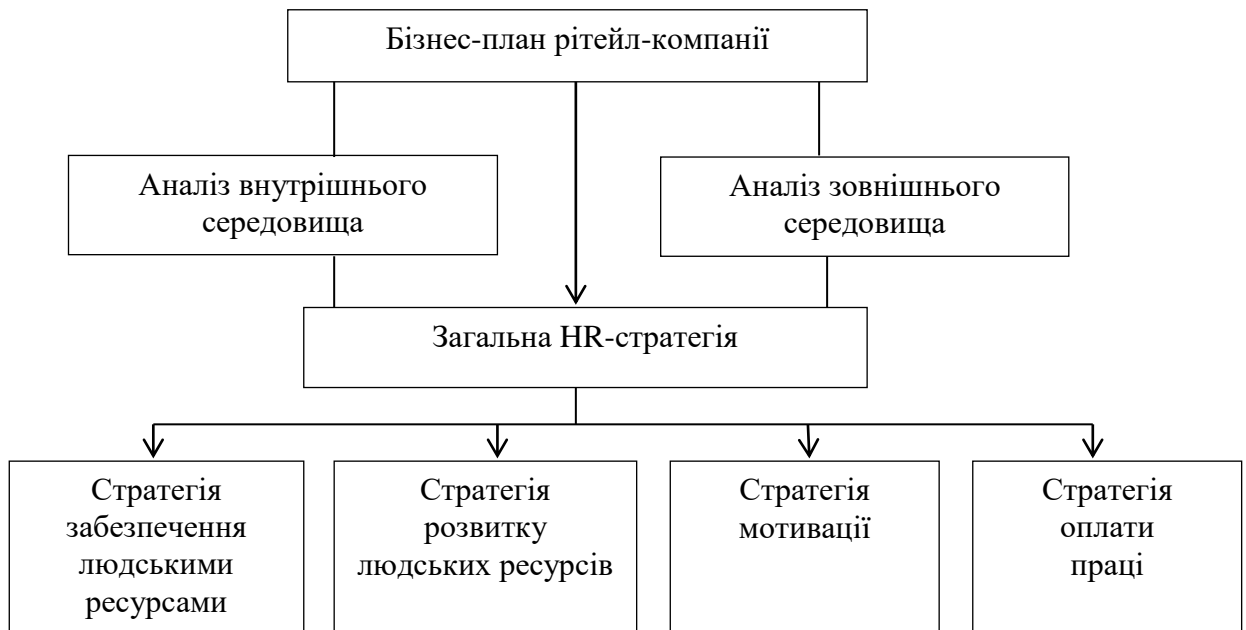 Бізнес-план рітейл-компанії
Аналіз внутрішнього
середовища
Аналіз зовнішнього
середовища
Загальна HR-стратегія
Стратегія
забезпечення
людськими
ресурсами
Стратегія
розвитку
людських ресурсів
Стратегія
мотивації
Стратегія
оплати
праці